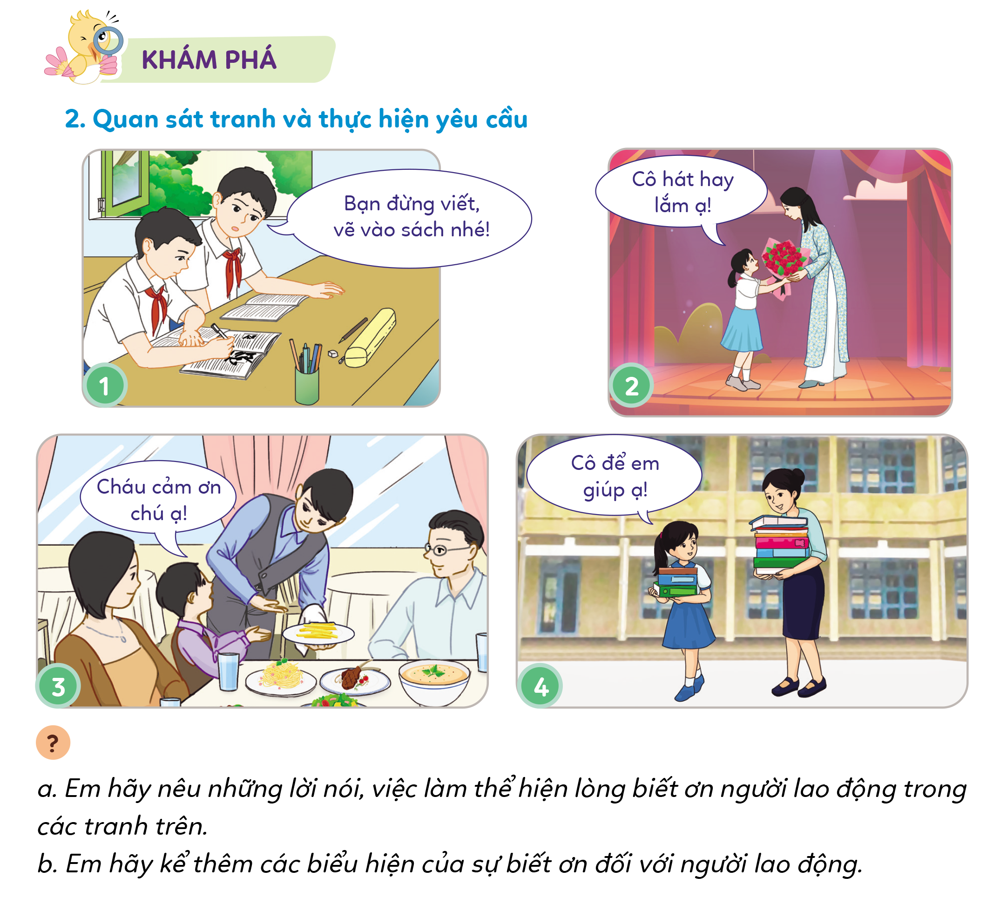 KHÁM PHÁ
2. Quan sát tranh và thực hiện yêu cầu
Bạn đừng viết,
vẽ vào sách nhé!
1
Cô hát hay
lắm ạ!
2
Cháu cảm ơn
chú ạ!
3
Cô để em
giúp ạ!
4
?
a. Em hãy nêu những lời nói, việc làm thể hiện lòng biết ơn người lao động trong
các tranh trên.
b. Em hãy kể thêm các biểu hiện của sự biết ơn đối với người lao động.